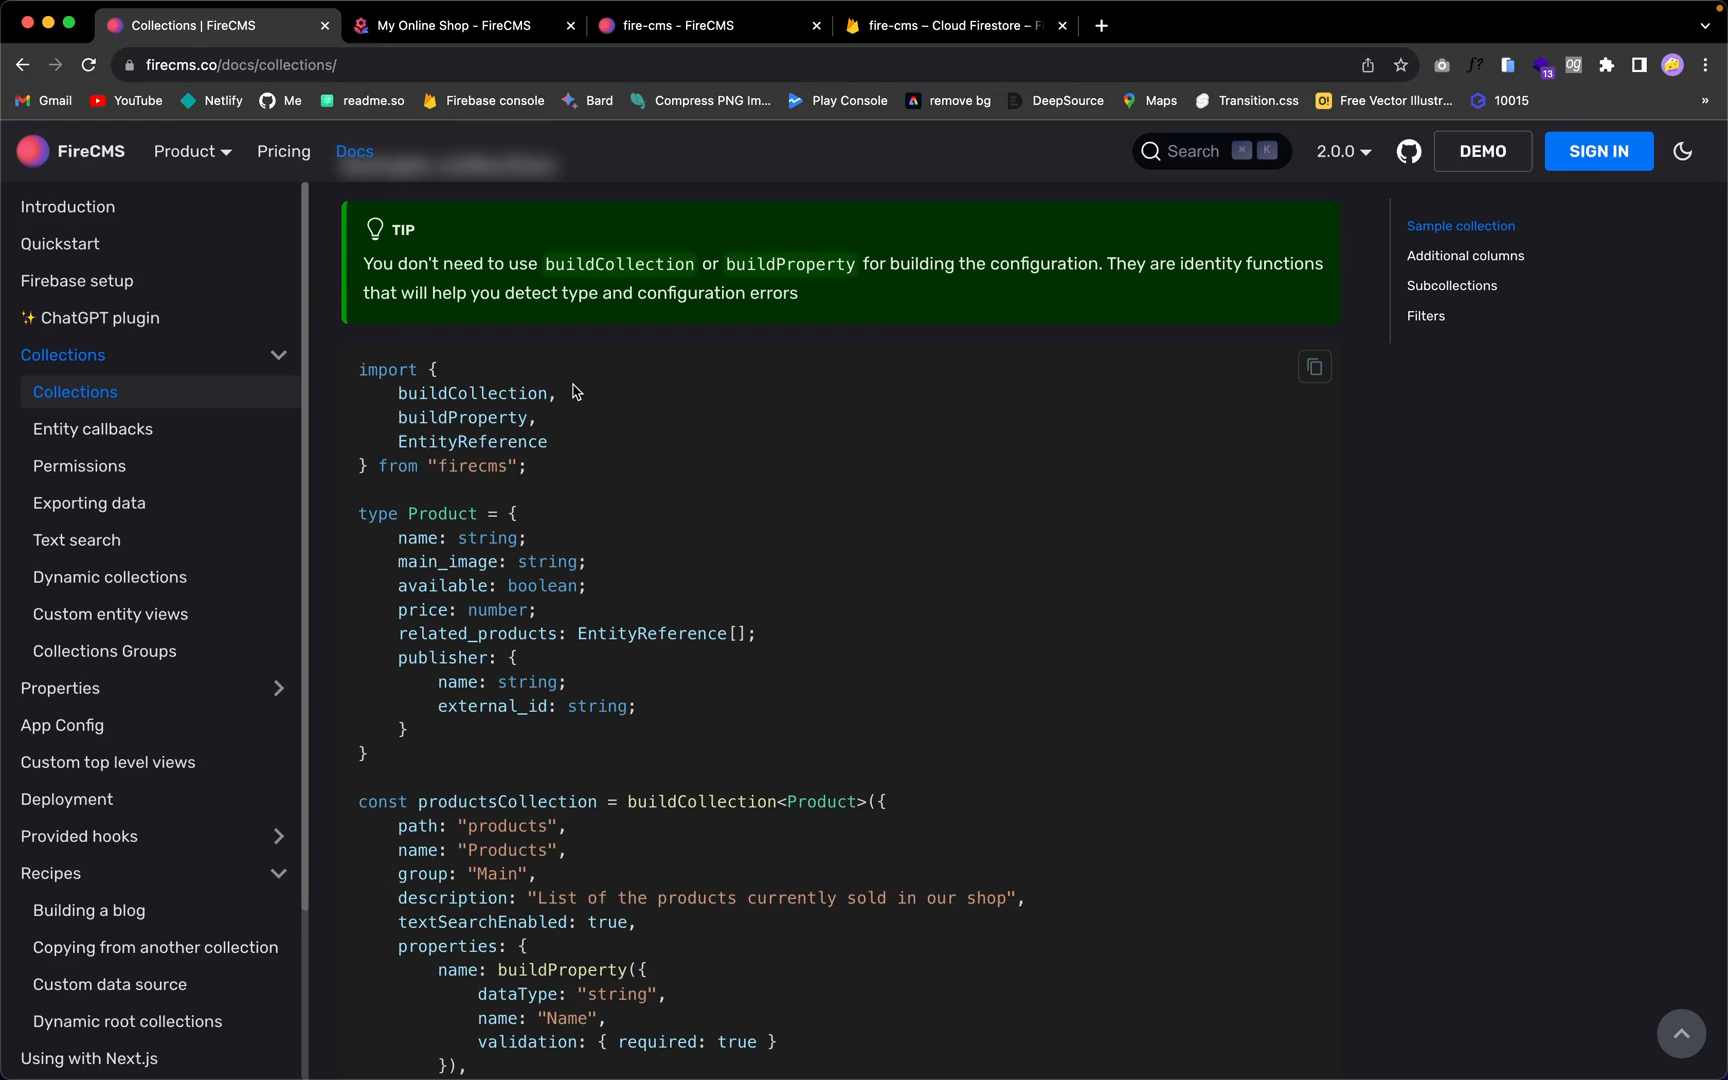 Collections | FireCMS
My Online Shop - FireCMS
fire-cms - FireCMS
fire-cms – Cloud Firestore – Fi
firecms.co/docs/collections/
f?
13
og
Gmail
YouTube
Netlify
Me
readme.so
Firebase console
Bard
Compress PNG Im...
Play Console
remove bg
DeepSource
Maps
Transition.css
O!
Free Vector Illustr...
10015
»
FireCMS
Product
Pricing
Docs
Search ⌘ K
2.0.0
DEMO
SIGN IN
Introduction
Quickstart
Firebase setup
✨ ChatGPT plugin
Collections
Collections
Entity callbacks
Permissions
Exporting data
Text search
Dynamic collections
Custom entity views
Collections Groups
Properties
App Config
Custom top level views
Deployment
Provided hooks
Recipes
Building a blog
Copying from another collection
Custom data source
Dynamic root collections
Using with Next.js
Sample collection
TIP
You don't need to use buildCollection or buildProperty for building the configuration. They are identity functions
that will help you detect type and configuration errors
import {
buildCollection,
buildProperty,
EntityReference
} from "firecms";
type Product = {
name: string;
main_image: string;
available: boolean;
price: number;
related_products: EntityReference[];
publisher: {
name: string;
external_id: string;
}
}
const productsCollection = buildCollection<Product>({
path: "products",
name: "Products",
group: "Main",
description: "List of the products currently sold in our shop",
textSearchEnabled: true,
properties: {
name: buildProperty({
dataType: "string",
name: "Name",
validation: { required: true }
}),
Sample collection
Additional columns
Subcollections
Filters